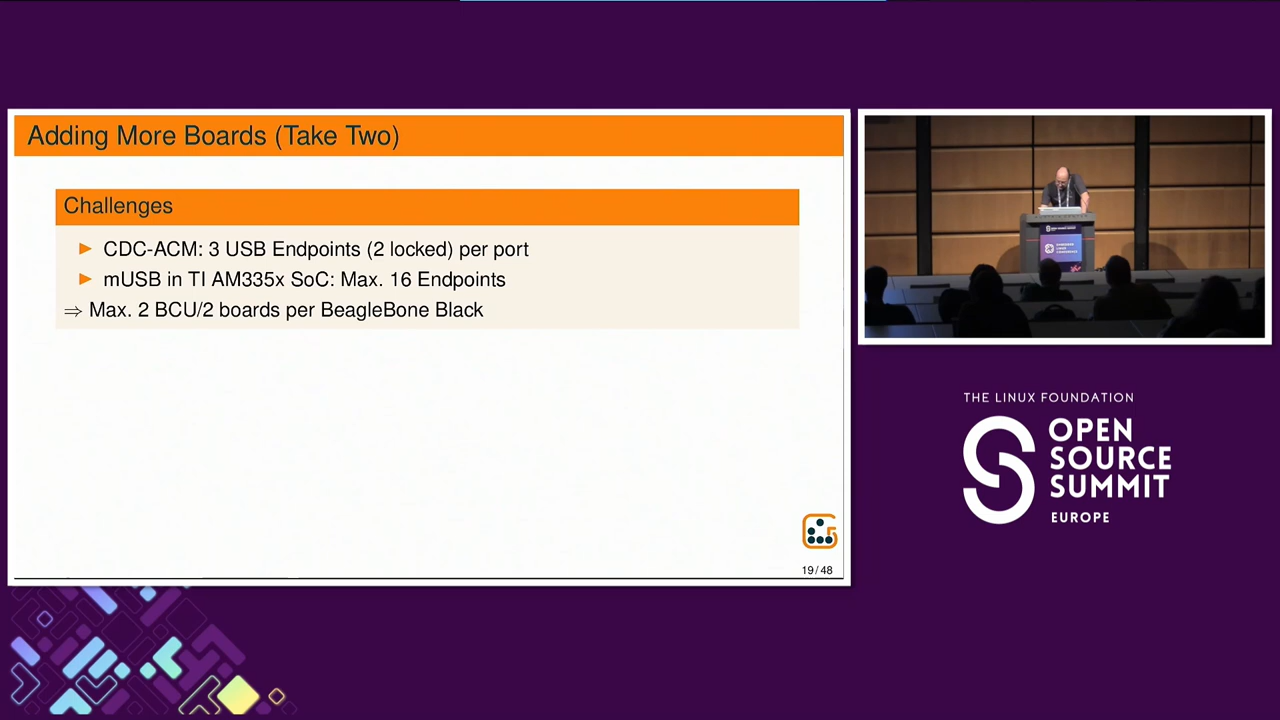 Adding More Boards (Take Two)
Challenges
► CDC-ACM: 3 USB Endpoints (2 locked) per port
► mUSB in TI AM335x SoC: Max. 16 Endpoints
⇒ Max. 2 BCU/2 boards per BeagleBone Black
19 / 48
THE LINUX FOUNDATION
OPEN
SOURCE
SUMMIT
EUROPE